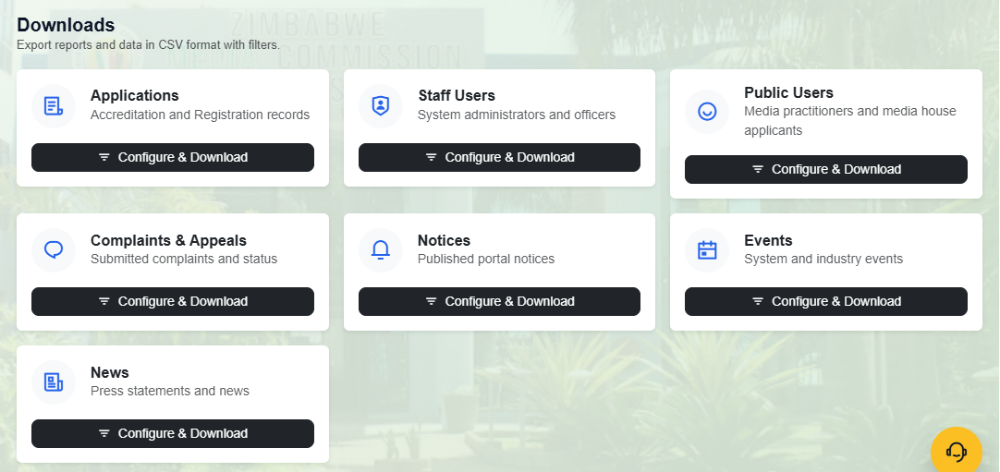 Downloads
Export reports and data in CSV format with filters.
ZIMBABWE
COMMISSION
Applications
Accreditation and Registration records
Configure & Download
Staff Users
System administrators and officers
Configure & Download
Public Users
Media practitioners and media house
applicants
Configure & Download
Complaints & Appeals
Submitted complaints and status
Configure & Download
Notices
Published portal notices
Configure & Download
Events
System and industry events
Configure & Download
News
Press statements and news
Configure & Download